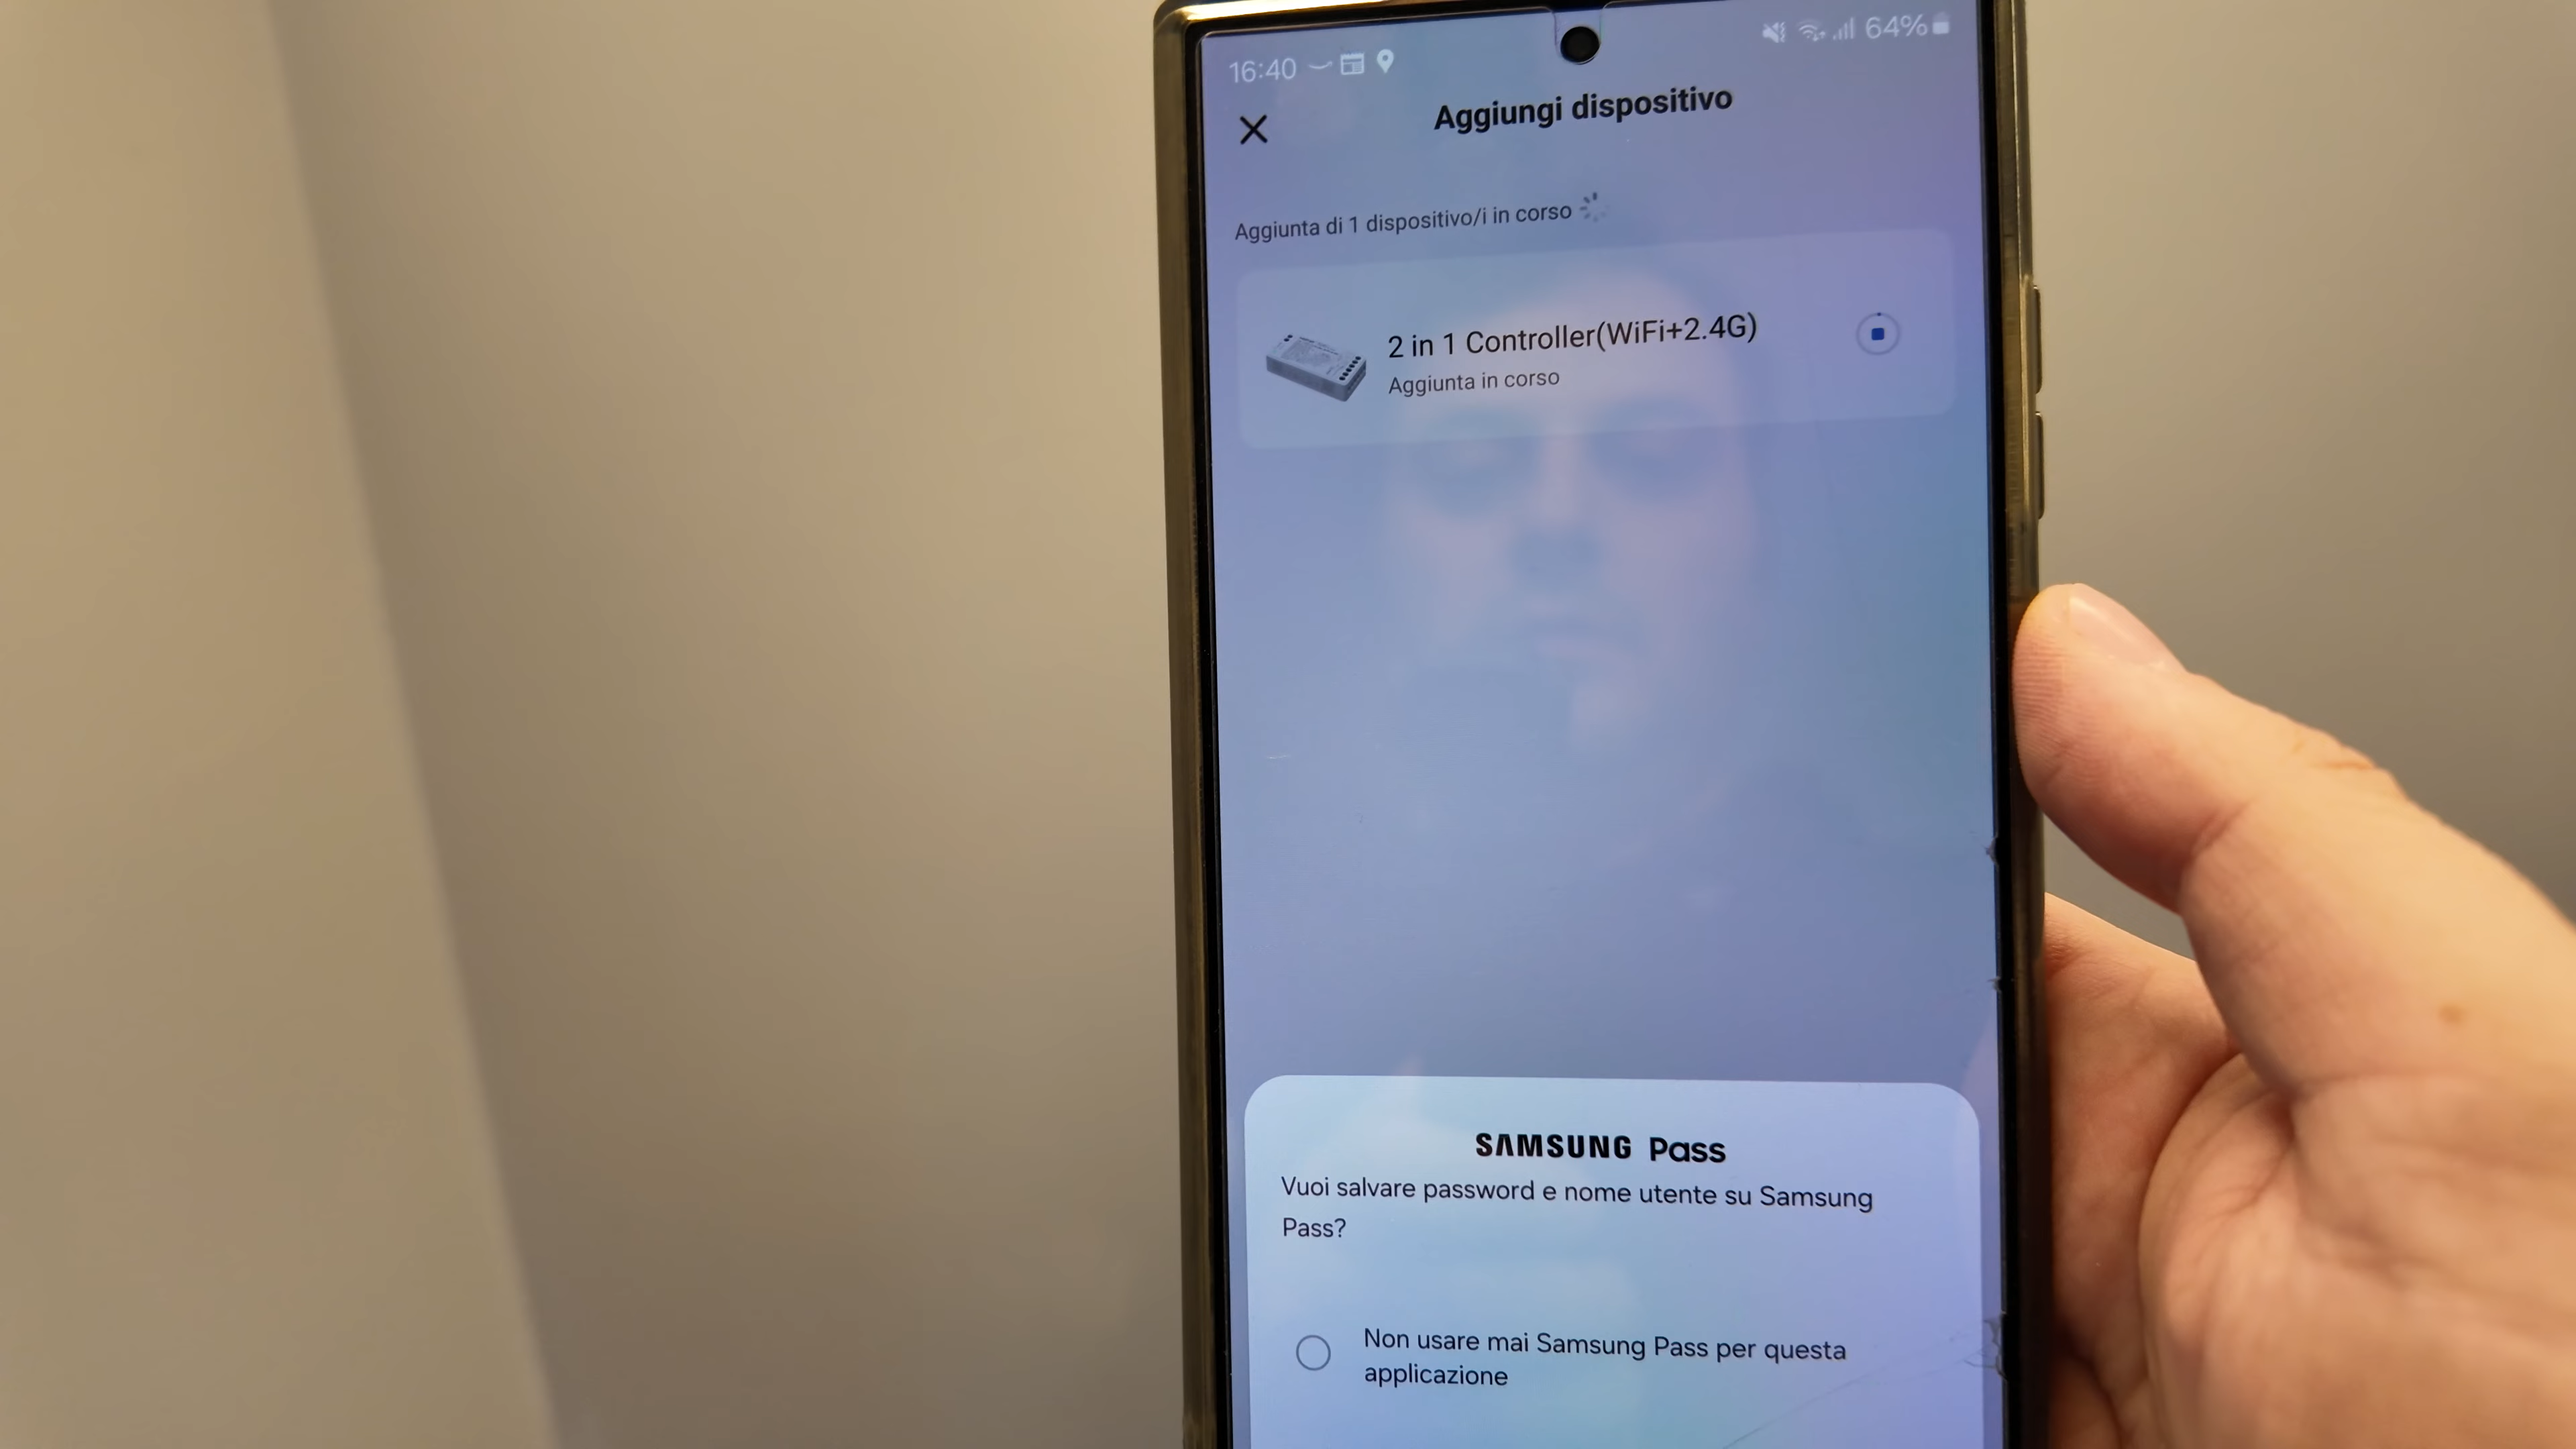 16:40
64%
Aggiungi dispositivo
Aggiunta di 1 dispositivo/i in corso
2 in 1 Controller(WiFi+2.4G)
Aggiunta in corso
SAMSUNG Pass
Vuoi salvare password e nome utente su Samsung
Pass?
Non usare mai Samsung Pass per questa
applicazione